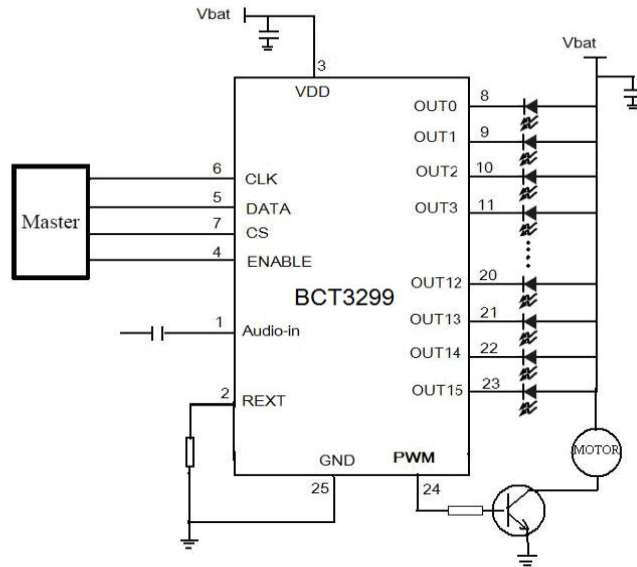 Vbat
Vbat
3
VDD
8
OUT0
9
OUT1
10
OUT2
11
OUT3
6
CLK
5
DATA
7
CS
4
ENABLE
Master
BCT3299
20
OUT12
21
OUT13
22
OUT14
23
OUT15
1
Audio-in
2
REXT
MOTOR
GND
PWM
25
24